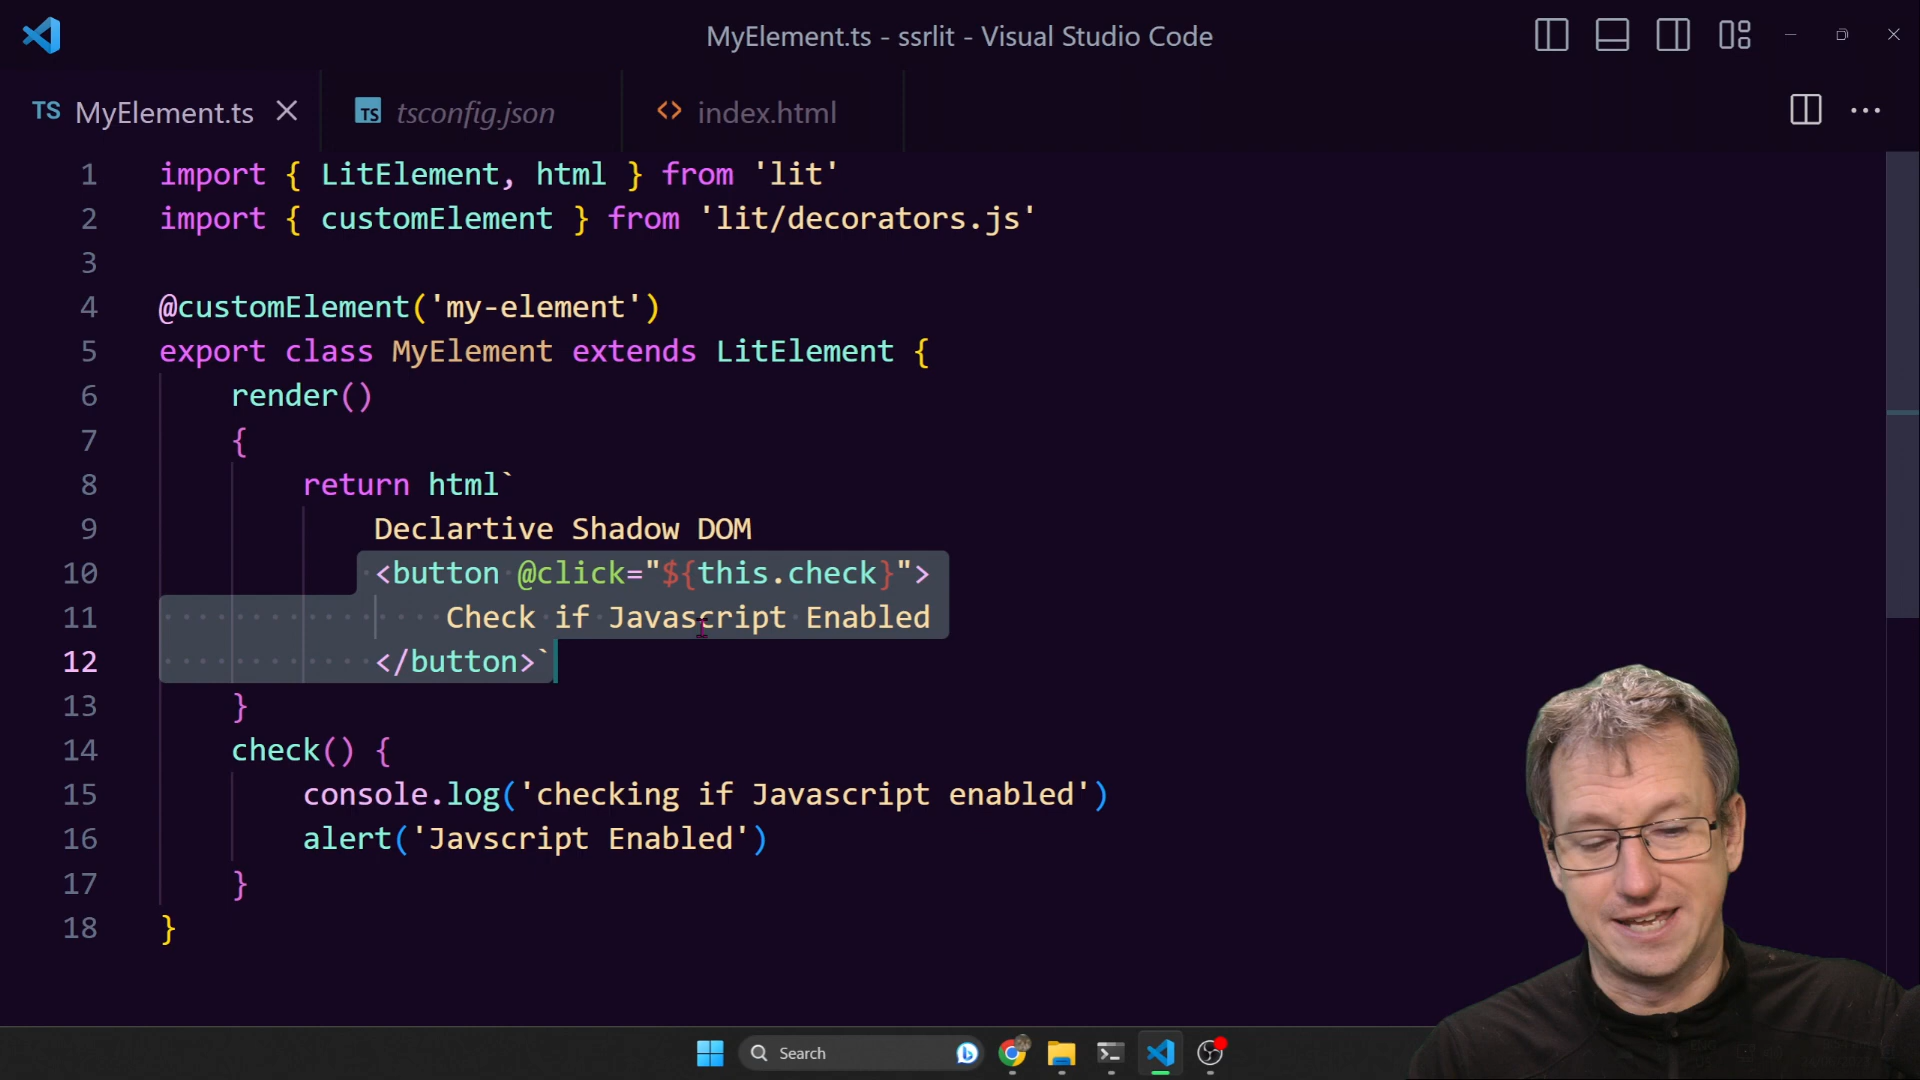 MyElement.ts - ssrlit - Visual Studio Code
TS MyElement.ts
TS tsconfig.json
<> index.html
1 import { LitElement, html } from 'lit'
2 import { customElement } from 'lit/decorators.js'
3
4 @customElement('my-element')
5 export class MyElement extends LitElement {
6 render()
7 {
8 return html`
9 Declartive Shadow DOM
10 <button @click="${this.check}">
11 Check if Javascript Enabled
12 </button>`
13 }
14 check() {
15 console.log('checking if Javascript enabled')
16 alert('Javscript Enabled')
17 }
18 }
Search